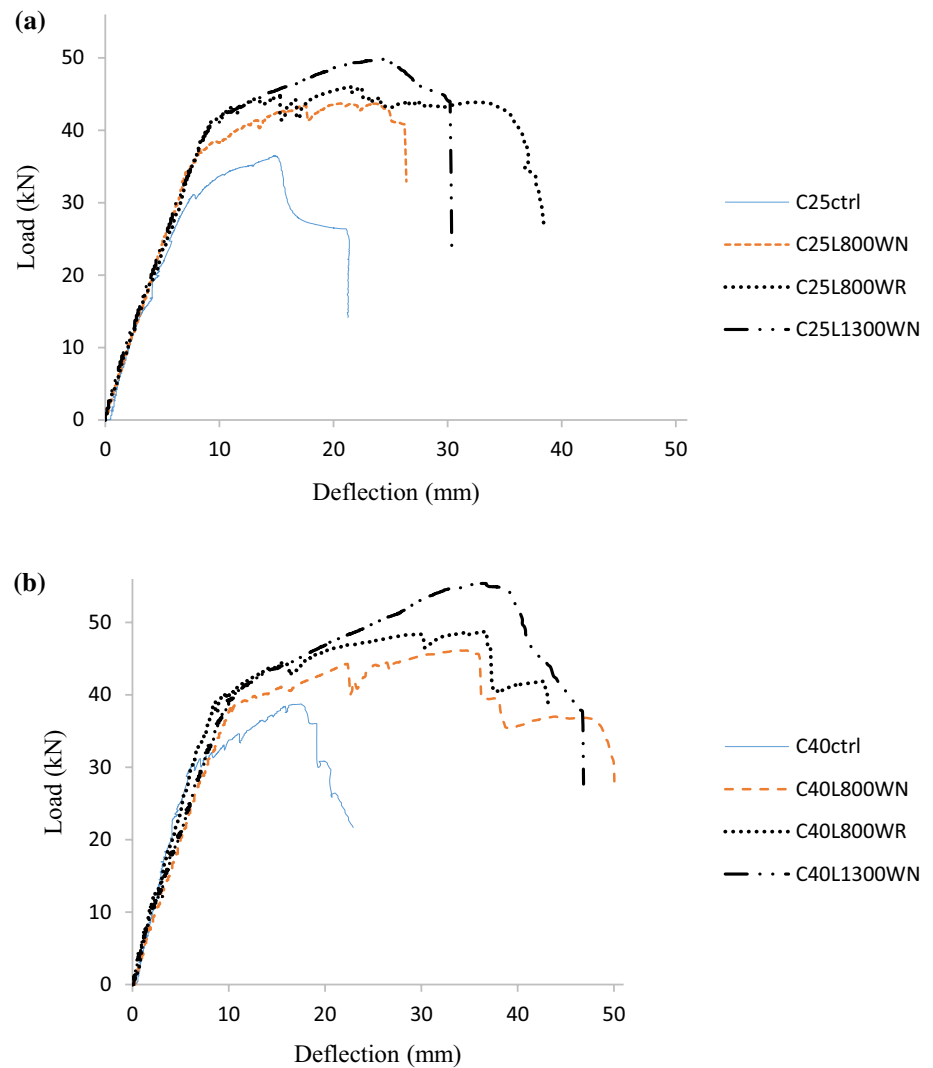 (a)
50
40
30
20
10
0
0 10 20 30 40 50
Load (kN)
Deflection (mm)
C25ctrl
C25L800WN
C25L800WR
C25L1300WN
(b)
50
40
30
20
10
0
0 10 20 30 40 50
Load (kN)
Deflection (mm)
C40ctrl
C40L800WN
C40L800WR
C40L1300WN